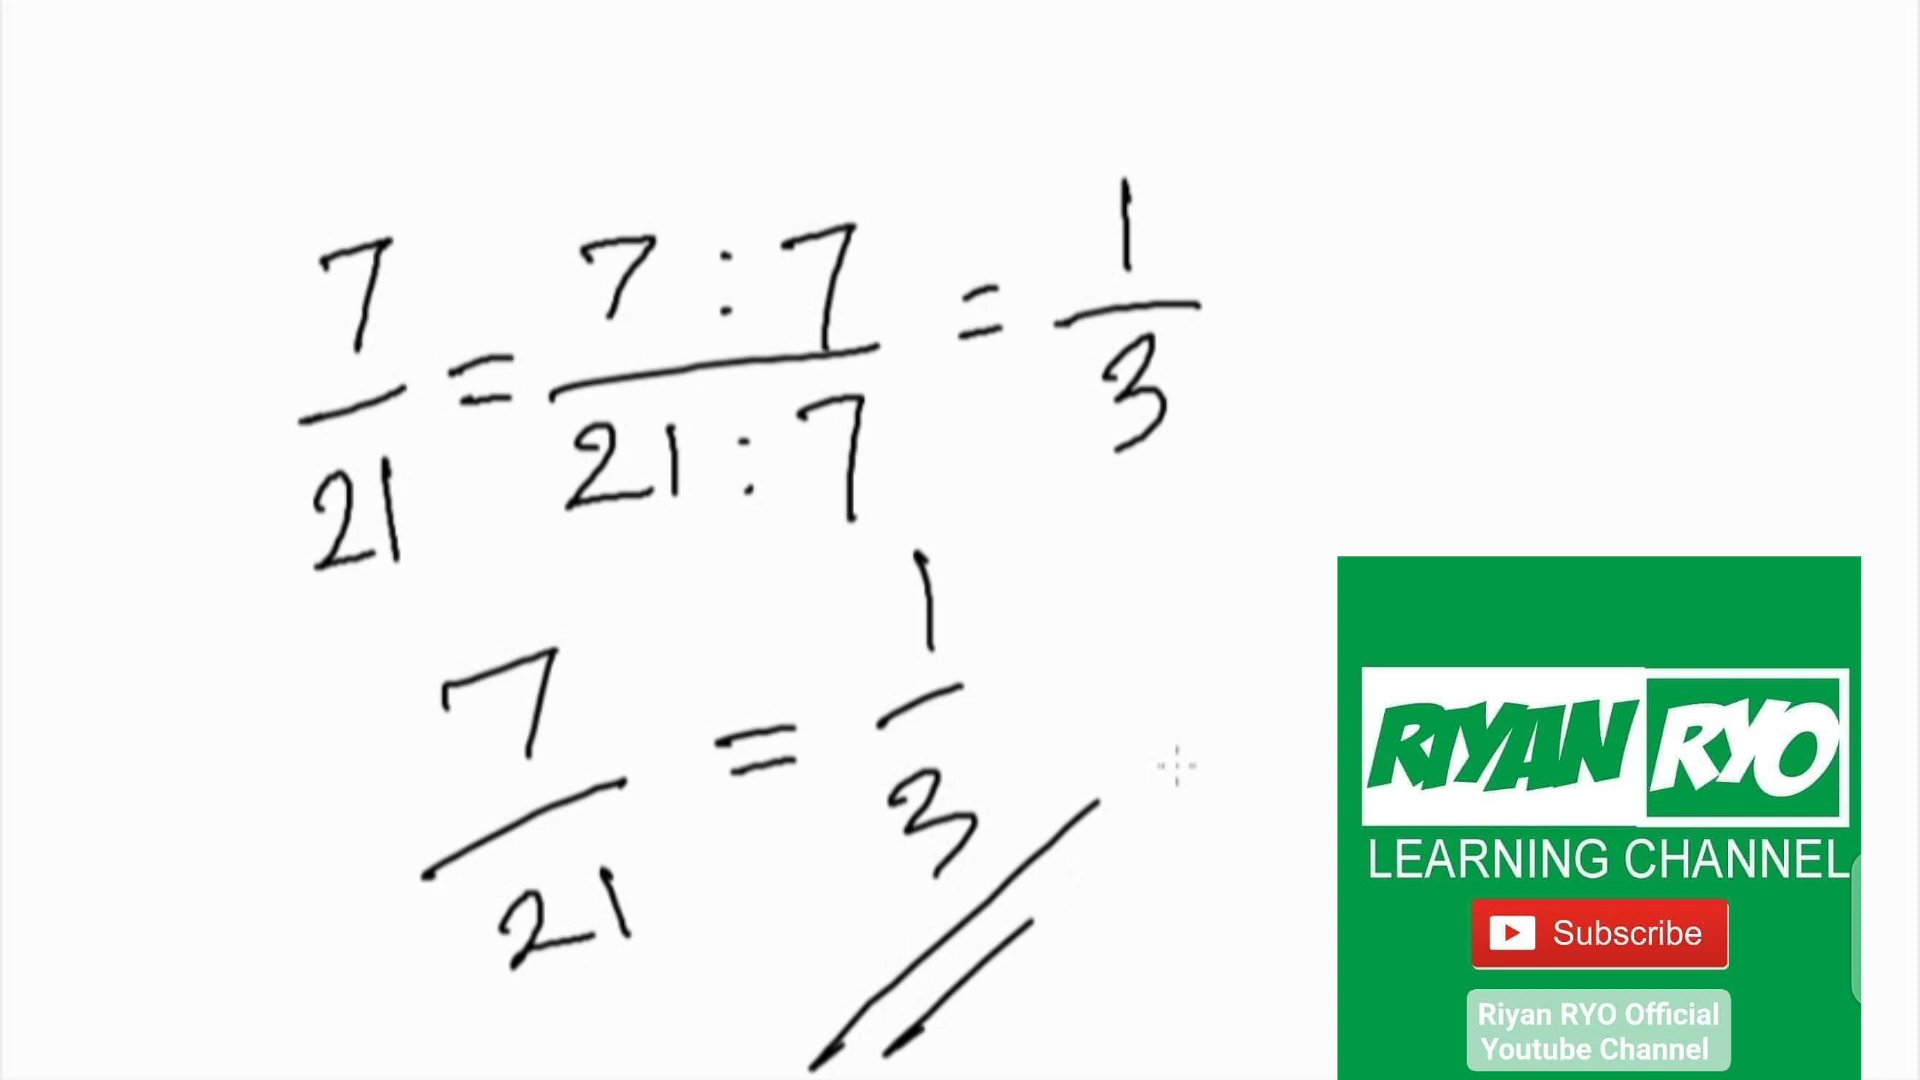 7/21 = 7 : 7/21 : 7 = 1/3
7/21 = 1/3
RIYAN RYO
LEARNING CHANNEL
Subscribe
Riyan RYO Official
Youtube Channel